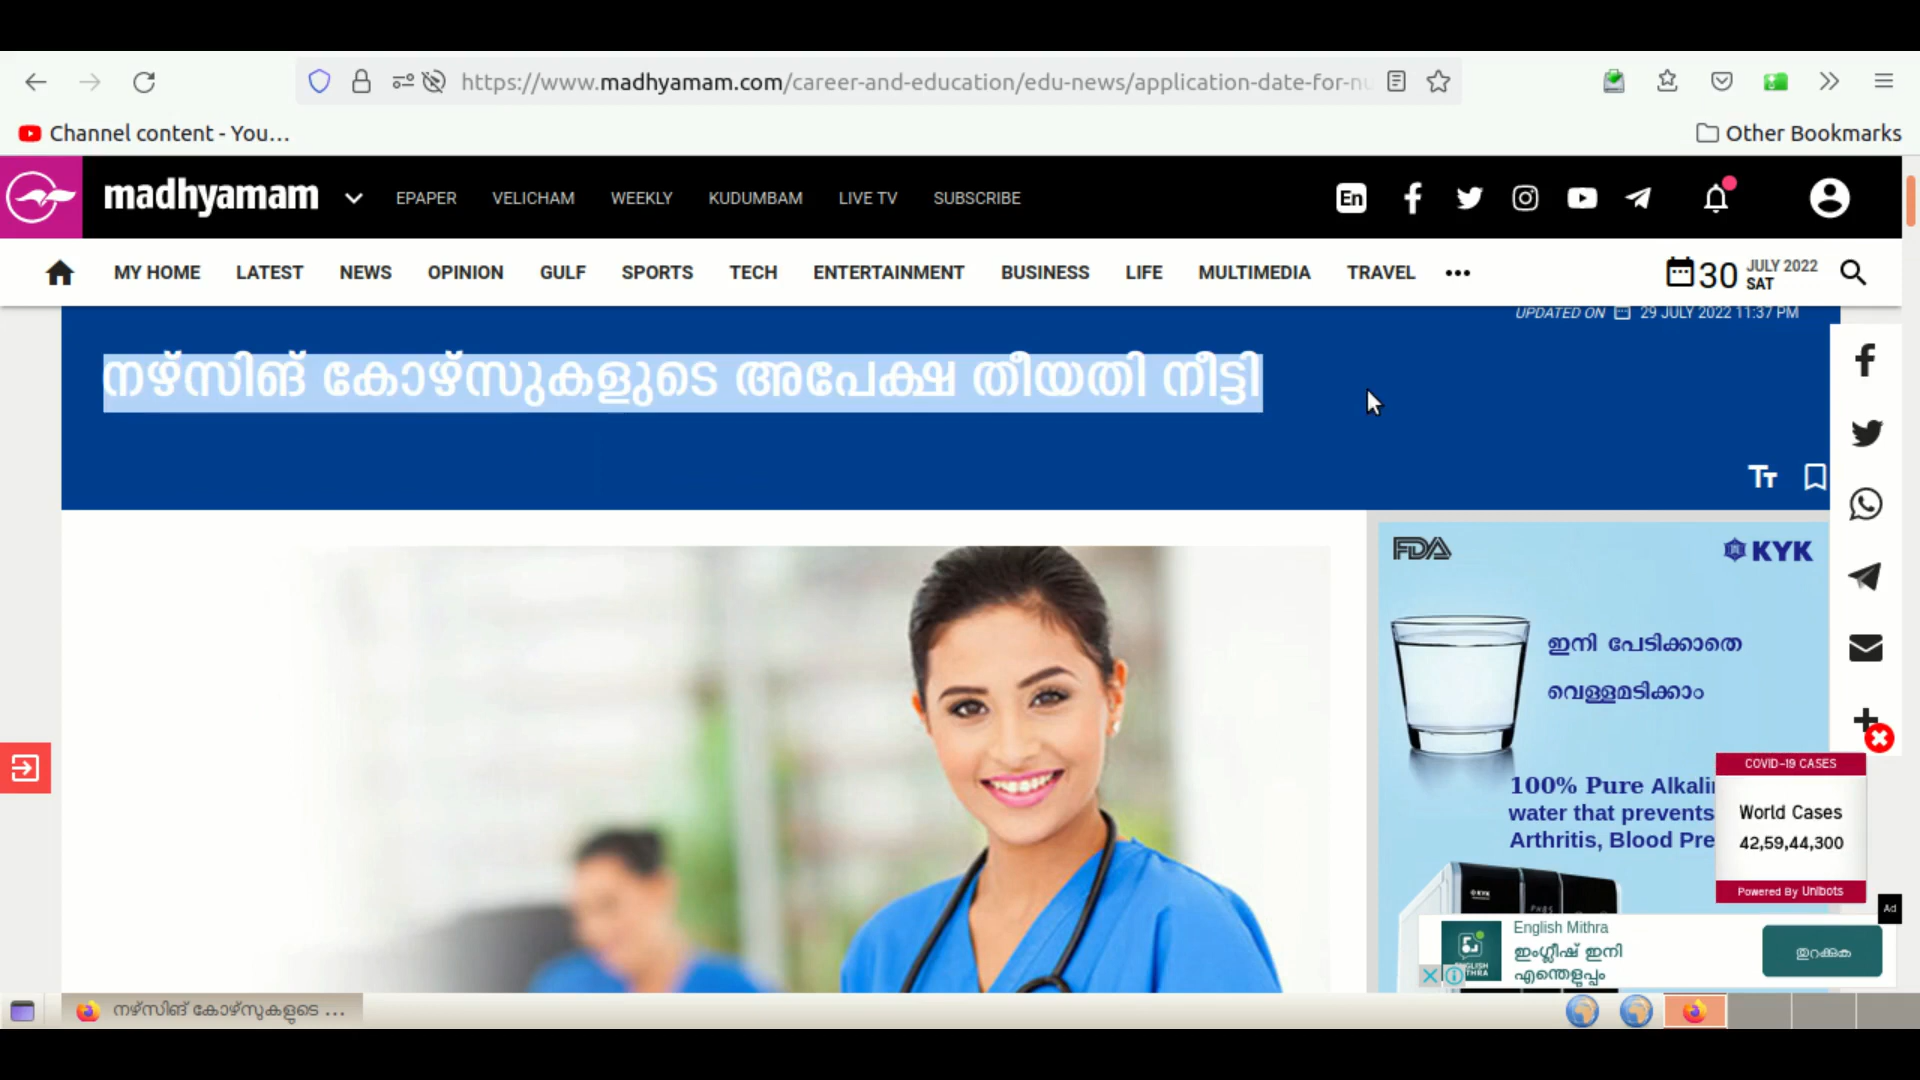 https://www.madhyamam.com/career-and-education/edu-news/application-date-for-nu
Channel content - You...
Other Bookmarks
madhyamam
EPAPER VELICHAM WEEKLY KUDUMBAM LIVE TV SUBSCRIBE
En
MY HOME LATEST NEWS OPINION GULF SPORTS TECH ENTERTAINMENT BUSINESS LIFE MULTIMEDIA TRAVEL •••
30 JULY 2022
SAT
UPDATED ON 29 JULY 2022 11:37 PM
നഴ്സിങ് കോഴ്സുകളുടെ അപേക്ഷ തീയതി നീട്ടി
Tт
FDA
KYK
ഇനി പേടിക്കാതെ
വെള്ളമടിക്കാം
100% Pure Alkali
water that prevents
Arthritis, Blood Pre
COVID-19 CASES
World Cases
42,59,44,300
Powered By Unibots
Ad
English Mithra
ഇംഗ്ലീഷ് ഇനി
എന്തെളുപ്പം
തുറക്കുക
നഴ്സിങ് കോഴ്സുകളുടെ ...